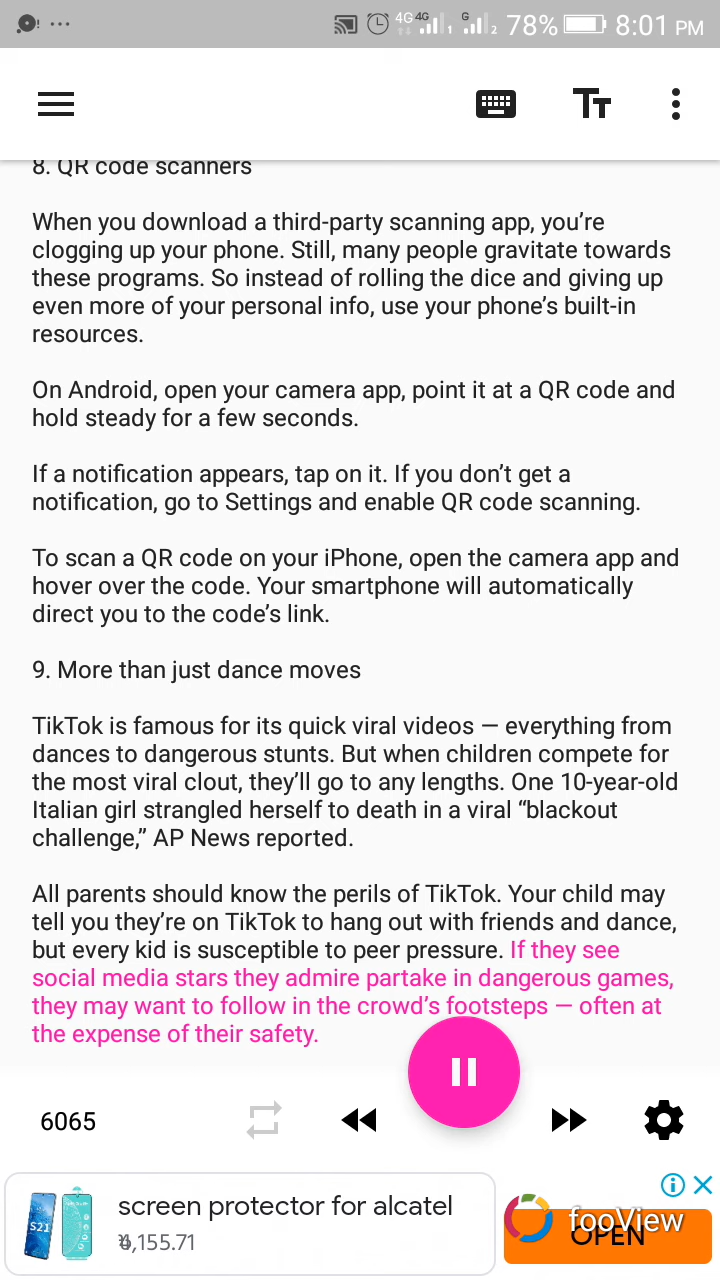 4G 4G 1 G 2 78% 8:01 PM
TT
8. QR code scanners
When you download a third-party scanning app, you’re
clogging up your phone. Still, many people gravitate towards
these programs. So instead of rolling the dice and giving up
even more of your personal info, use your phone’s built-in
resources.
On Android, open your camera app, point it at a QR code and
hold steady for a few seconds.
If a notification appears, tap on it. If you don’t get a
notification, go to Settings and enable QR code scanning.
To scan a QR code on your iPhone, open the camera app and
hover over the code. Your smartphone will automatically
direct you to the code’s link.
9. More than just dance moves
TikTok is famous for its quick viral videos — everything from
dances to dangerous stunts. But when children compete for
the most viral clout, they’ll go to any lengths. One 10-year-old
Italian girl strangled herself to death in a viral “blackout
challenge,” AP News reported.
All parents should know the perils of TikTok. Your child may
tell you they’re on TikTok to hang out with friends and dance,
but every kid is susceptible to peer pressure. If they see
social media stars they admire partake in dangerous games,
they may want to follow in the crowd’s footsteps — often at
the expense of their safety.
6065
screen protector for alcatel
S21
fooView
OPEN